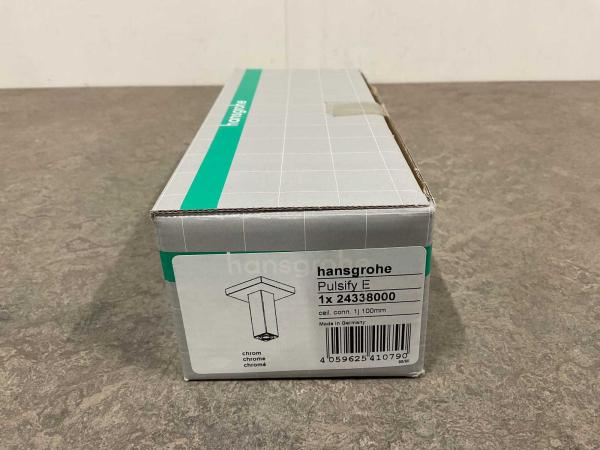 hansgrohe
hansgrohe
hansgrohe
Pulsify E
1x 24338000
ceil. conn. 1j 100mm
Made in Germany
chrom
chrome
chromé
4 059625 410790